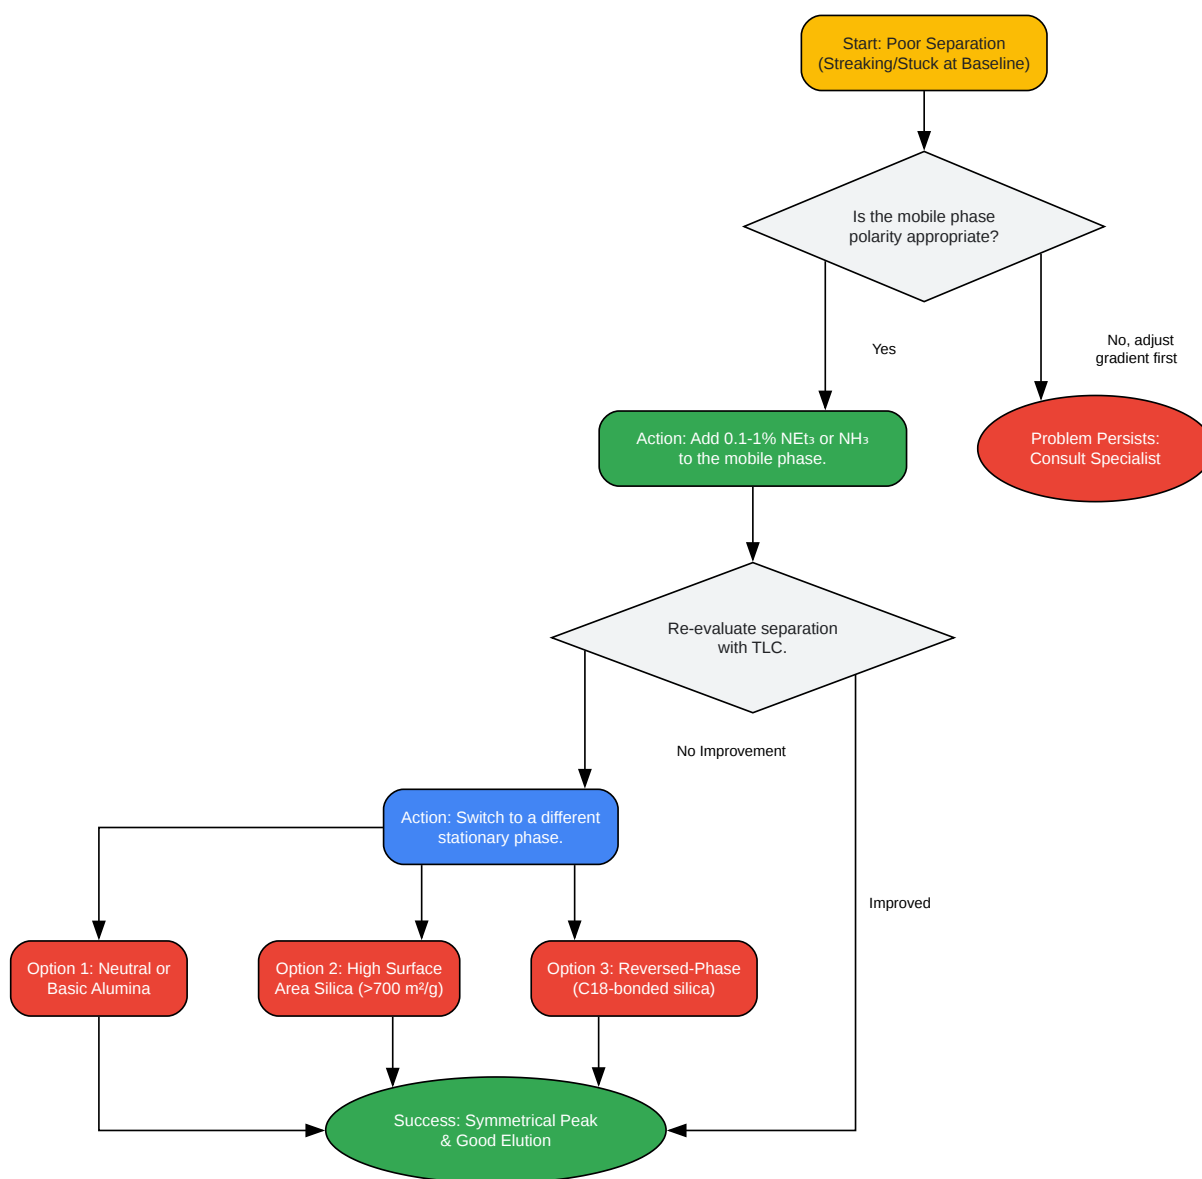 Start: Poor Separation
(Streaking/Stuck at Baseline)
Is the mobile phase
polarity appropriate?
Yes
No, adjust
gradient first
Action: Add 0.1-1% NEt₃ or NH₃
to the mobile phase.
Problem Persists:
Consult Specialist
Re-evaluate separation
with TLC.
No Improvement
Action: Switch to a different
stationary phase.
Improved
Option 1: Neutral or
Basic Alumina
Option 2: High Surface
Area Silica (>700 m²/g)
Option 3: Reversed-Phase
(C18-bonded silica)
Success: Symmetrical Peak
& Good Elution